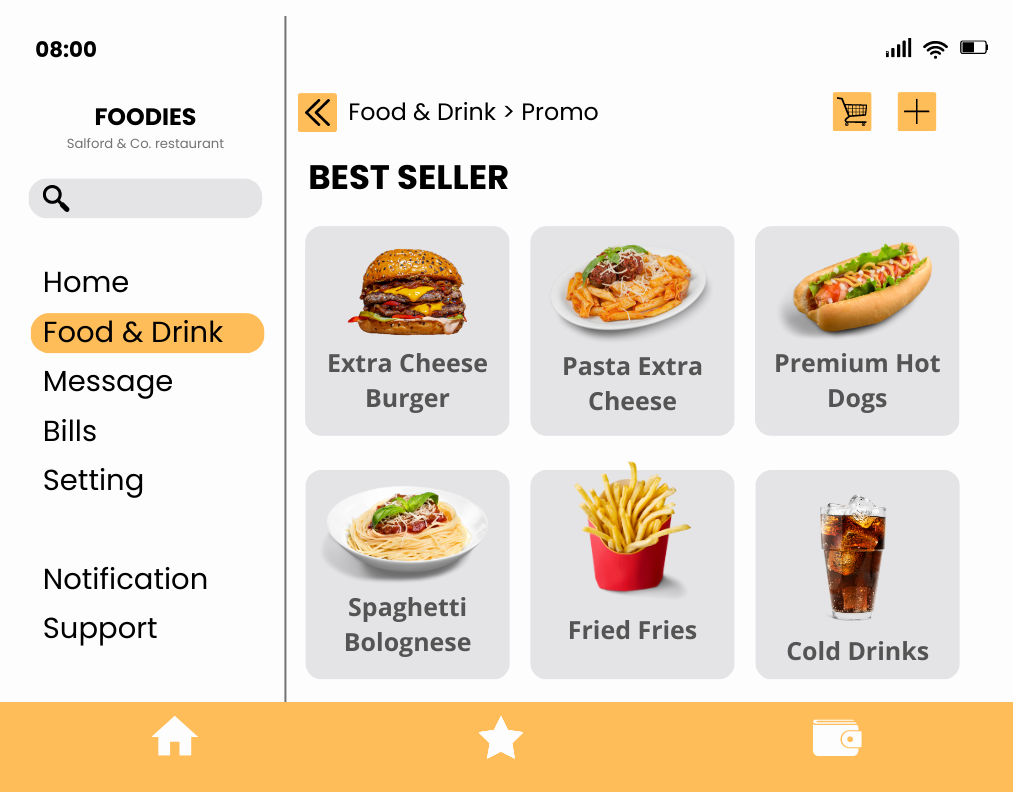 08:00
FOODIES
Salford & Co. restaurant
Home
Food & Drink
Message
Bills
Setting
Notification
Support
Food & Drink > Promo
BEST SELLER
Extra Cheese
Burger
Pasta Extra
Cheese
Premium Hot
Dogs
Spaghetti
Bolognese
Fried Fries
Cold Drinks